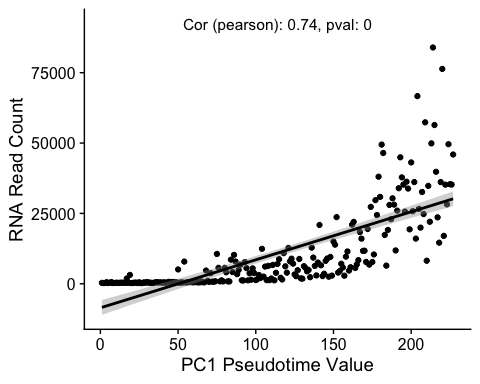 Cor (pearson): 0.74, pval: 0
75000
50000
25000
0
RNA Read Count
0 50 100 150 200
PC1 Pseudotime Value